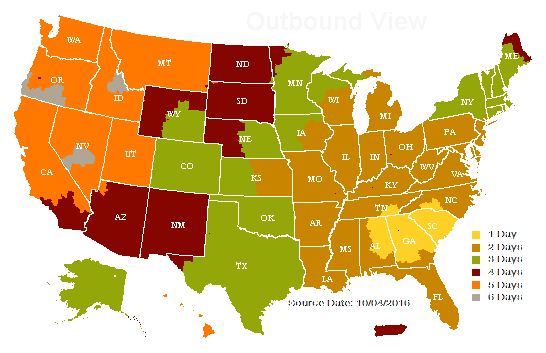 Outbound View
WA
MT
ND
MN
ME
OR
ID
SD
WI
NY
WY
MI
IA
NE
PA
NV
IL
IN
OH
UT
CO
WV
VA
CA
KS
MO
KY
NC
TN
AZ
NM
OK
AR
SC
MS
AL
GA
TX
LA
FL
1 Day
2 Days
3 Days
4 Days
5 Days
6 Days
Source Date: 10/04/2016